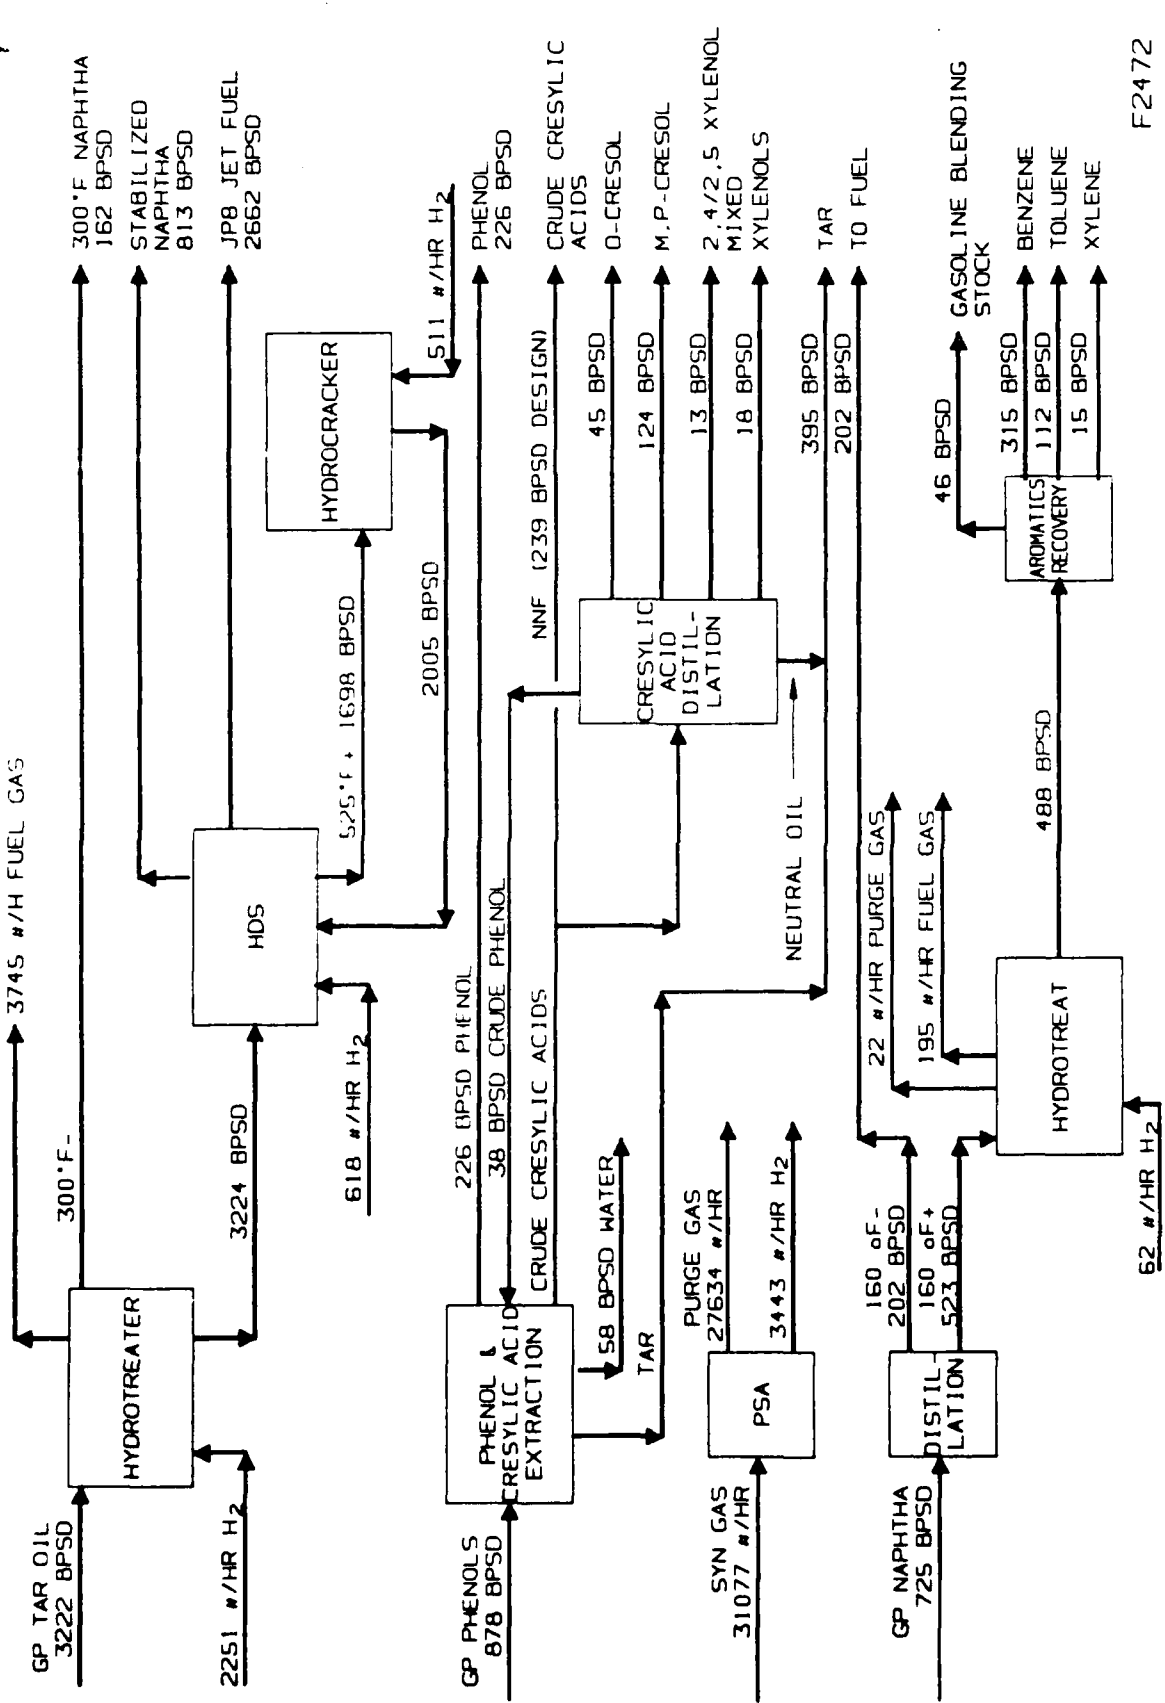 3745 #/H FUEL GAS
GP TAR OIL
3222 BPSD
2251 #/HR H2
HYDROTREATER
300°F-
300°F NAPHTHA
162 BPSD
3224 BPSD
618 #/HR H2
HDS
STABILIZED
NAPHTHA
813 BPSD
JP8 JET FUEL
2662 BPSD
525°F+ 1698 BPSD
HYDROCRACKER
2005 BPSD
511 #/HR H2
GP PHENOLS
878 BPSD
PHENOL &
CRESYLIC ACID
EXTRACTION
226 BPSD PHENOL
PHENOL
226 BPSD
38 BPSD CRUDE PHENOL
CRUDE CRESYLIC ACIDS
NNF (239 BPSD DESIGN)
CRUDE CRESYLIC
ACIDS
58 BPSD WATER
TAR
CRESYLIC
ACID
DISTIL-
LATION
45 BPSD
O-CRESOL
124 BPSD
M,P-CRESOL
13 BPSD
2,4/2,5 XYLENOL
MIXED
18 BPSD
XYLENOLS
NEUTRAL OIL
395 BPSD
TAR
202 BPSD
TO FUEL
SYN GAS
31077 #/HR
PSA
PURGE GAS
27634 #/HR
3443 #/HR H2
GP NAPHTHA
725 BPSD
DISTIL-
LATION
160 oF-
202 BPSD
160 oF+
523 BPSD
62 #/HR H2
HYDROTREAT
22 #/HR PURGE GAS
195 #/HR FUEL GAS
488 BPSD
AROMATICS
RECOVERY
46 BPSD
GASOLINE BLENDING
STOCK
315 BPSD
BENZENE
112 BPSD
TOLUENE
15 BPSD
XYLENE
F2472